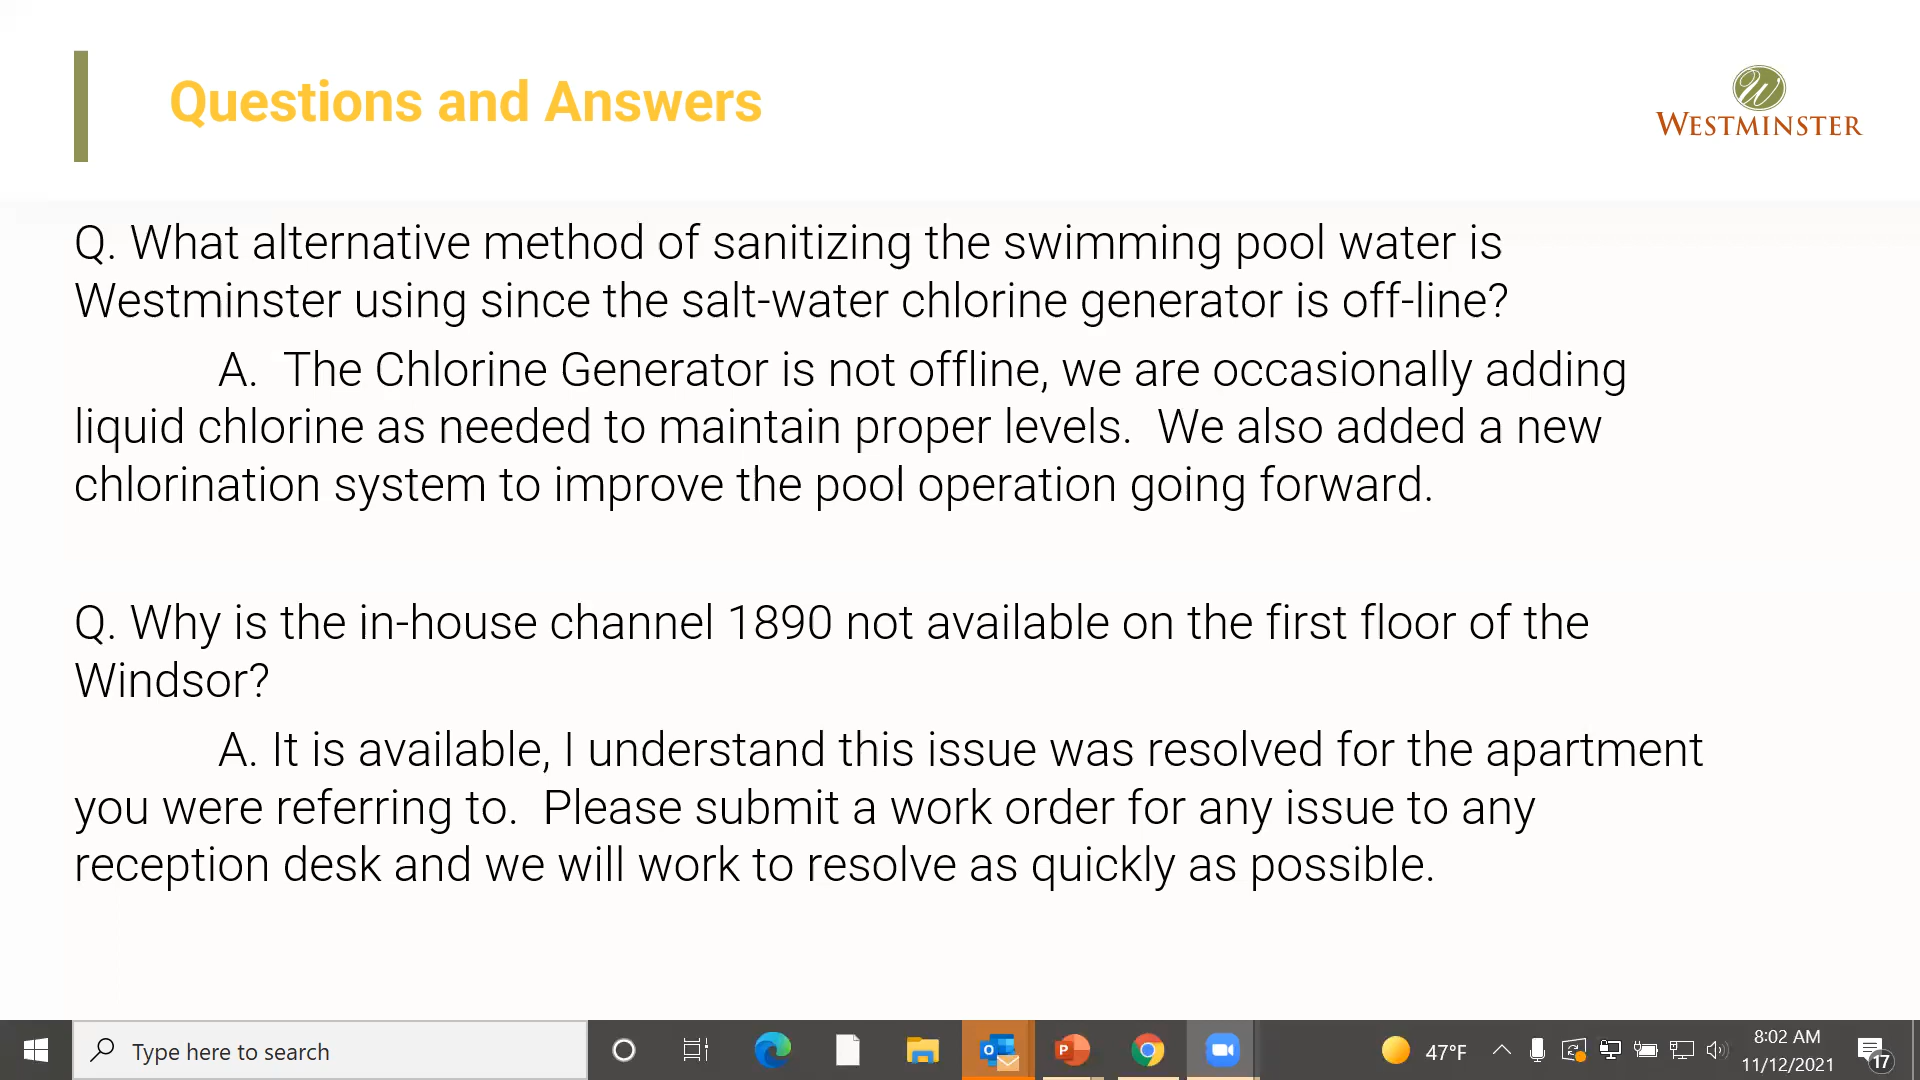 Questions and Answers
W
WESTMINSTER
Q. What alternative method of sanitizing the swimming pool water is
Westminster using since the salt-water chlorine generator is off-line?
A.  The Chlorine Generator is not offline, we are occasionally adding
liquid chlorine as needed to maintain proper levels.  We also added a new
chlorination system to improve the pool operation going forward.
Q. Why is the in-house channel 1890 not available on the first floor of the
Windsor?
A. It is available, I understand this issue was resolved for the apartment
you were referring to.  Please submit a work order for any issue to any
reception desk and we will work to resolve as quickly as possible.
Type here to search
47°F
8:02 AM
11/12/2021
17